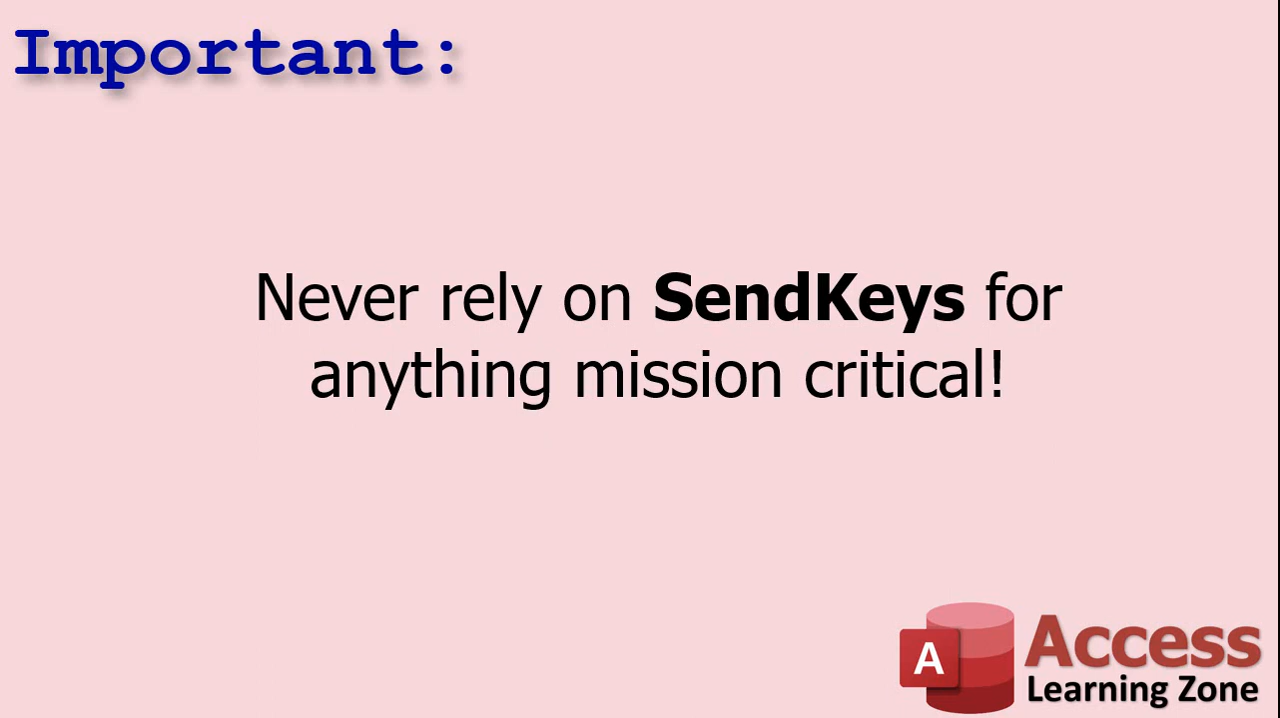 Important:
Never rely on SendKeys for
anything mission critical!
A
Access
Learning Zone